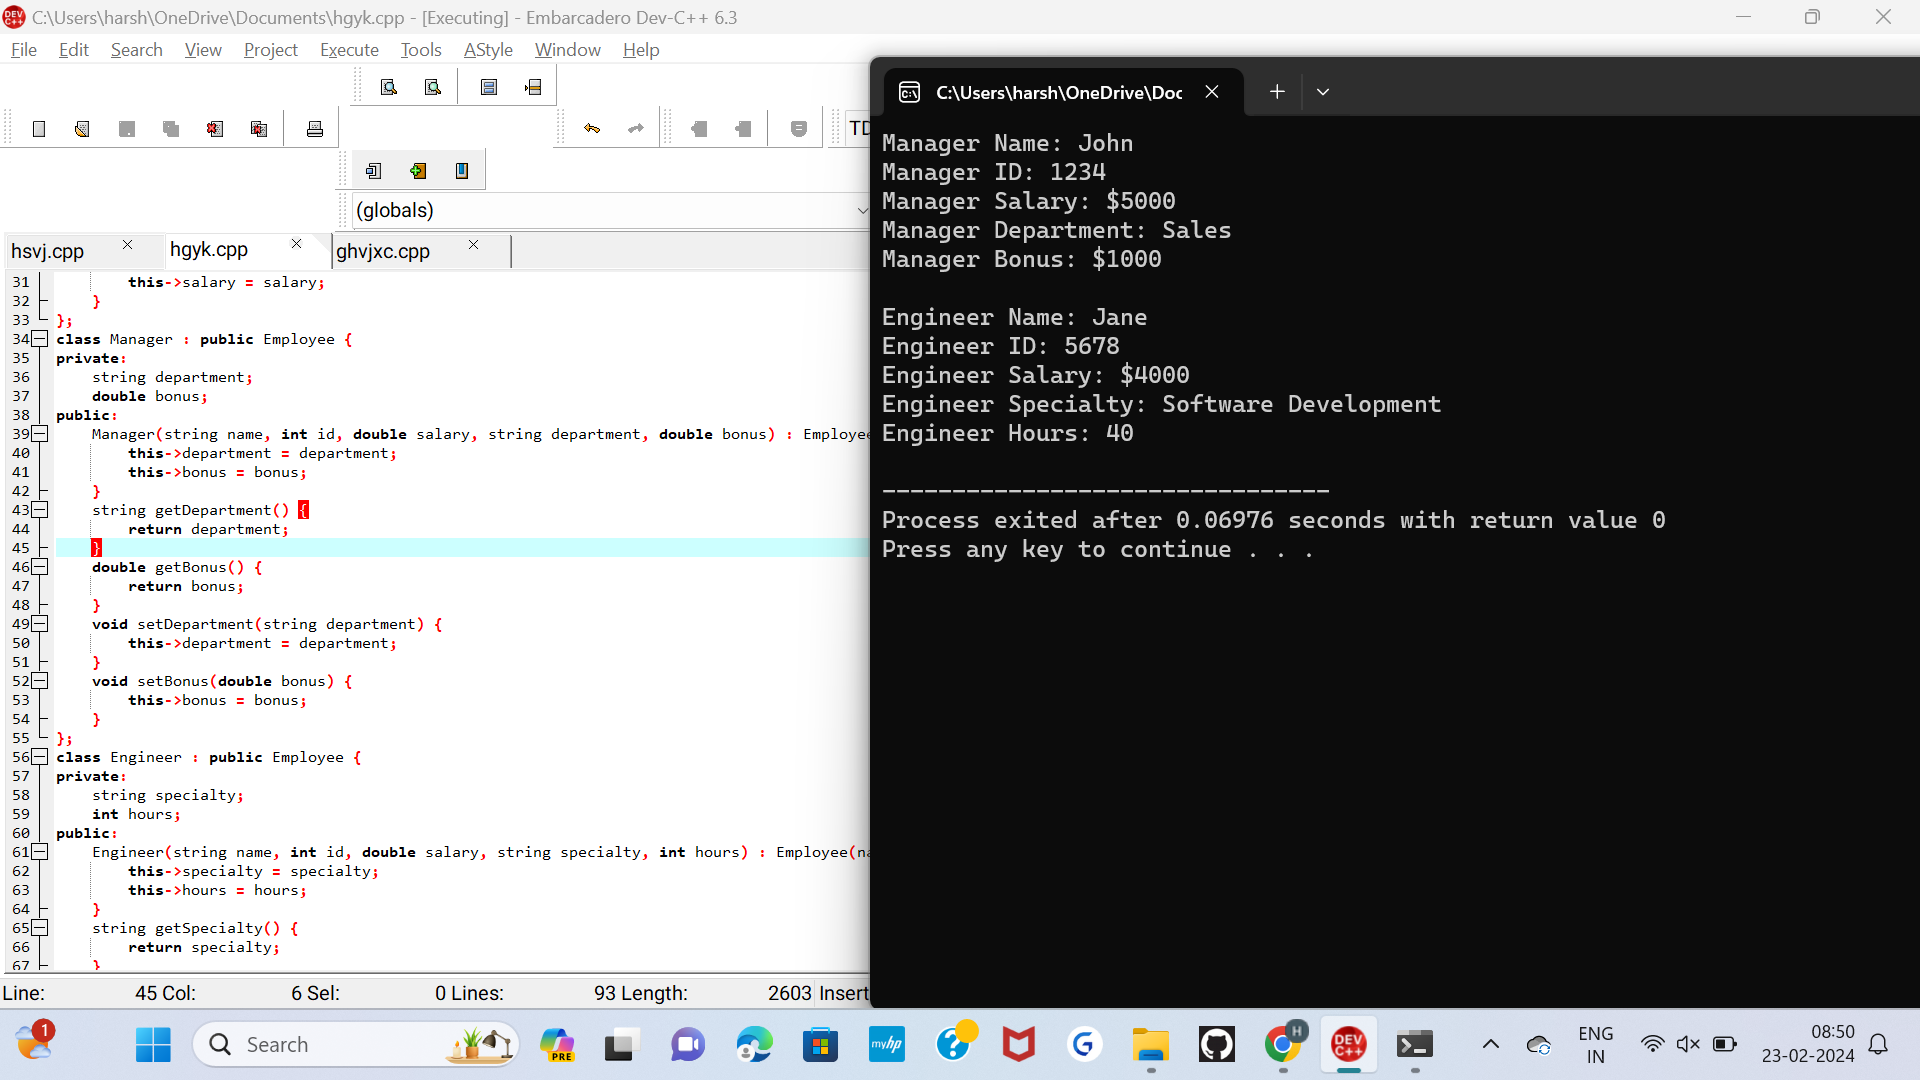 C:\Users\harsh\OneDrive\Documents\hgyk.cpp - [Executing] - Embarcadero Dev-C++ 6.3
File Edit Search View Project Execute Tools AStyle Window Help
TD
(globals)
hsvj.cpp hgyk.cpp ghvjxc.cpp
31 this->salary = salary;
32 }
33 };
34 class Manager : public Employee {
35 private:
36 string department;
37 double bonus;
38 public:
39 Manager(string name, int id, double salary, string department, double bonus) : Employee
40 this->department = department;
41 this->bonus = bonus;
42 }
43 string getDepartment() {
44 return department;
45 }
46 double getBonus() {
47 return bonus;
48 }
49 void setDepartment(string department) {
50 this->department = department;
51 }
52 void setBonus(double bonus) {
53 this->bonus = bonus;
54 }
55 };
56 class Engineer : public Employee {
57 private:
58 string specialty;
59 int hours;
60 public:
61 Engineer(string name, int id, double salary, string specialty, int hours) : Employee(na
62 this->specialty = specialty;
63 this->hours = hours;
64 }
65 string getSpecialty() {
66 return specialty;
67 }
Line: 45 Col: 6 Sel: 0 Lines: 93 Length: 2603 Insert
C:\Users\harsh\OneDrive\Doc
Manager Name: John
Manager ID: 1234
Manager Salary: $5000
Manager Department: Sales
Manager Bonus: $1000
Engineer Name: Jane
Engineer ID: 5678
Engineer Salary: $4000
Engineer Specialty: Software Development
Engineer Hours: 40
--------------------------------
Process exited after 0.06976 seconds with return value 0
Press any key to continue . . .
1
Search
PRE
myhp
G
H
DEV C++
ENG
IN
08:50
23-02-2024